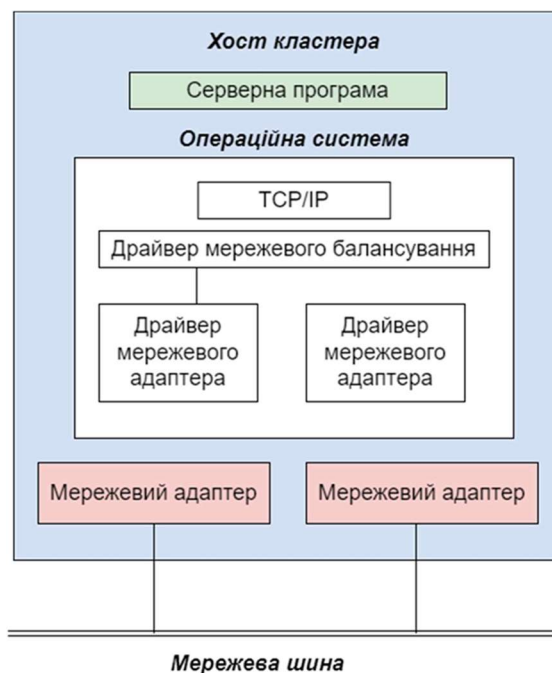 Хост кластера
Серверна програма
Операційна система
TCP/IP
Драйвер мережевого балансування
Драйвер
мережевого
адаптера
Драйвер
мережевого
адаптера
Мережевий адаптер
Мережевий адаптер
Мережева шина